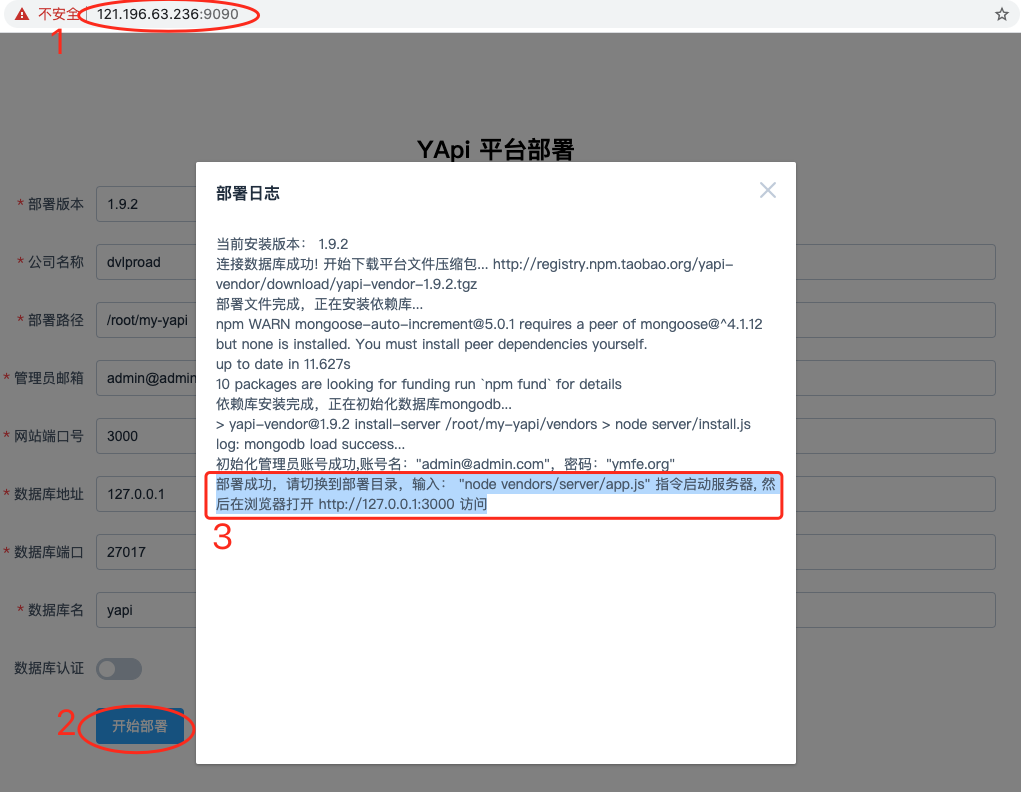 不安全 121.196.63.236:9090
1
YApi 平台部署
* 部署版本 1.9.2
* 公司名称 dvlproad
* 部署路径 /root/my-yapi
* 管理员邮箱 admin@admin
* 网站端口号 3000
* 数据库地址 127.0.0.1
* 数据库端口 27017
* 数据库名 yapi
数据库认证
2 开始部署
部署日志
当前安装版本： 1.9.2
连接数据库成功! 开始下载平台文件压缩包... http://registry.npm.taobao.org/yapi-
vendor/download/yapi-vendor-1.9.2.tgz
部署文件完成，正在安装依赖库...
npm WARN mongoose-auto-increment@5.0.1 requires a peer of mongoose@^4.1.12
but none is installed. You must install peer dependencies yourself.
up to date in 11.627s
10 packages are looking for funding run `npm fund` for details
依赖库安装完成，正在初始化数据库mongodb...
> yapi-vendor@1.9.2 install-server /root/my-yapi/vendors > node server/install.js
log: mongodb load success...
初始化管理员账号成功,账号名："admin@admin.com"，密码："ymfe.org"
部署成功，请切换到部署目录，输入： "node vendors/server/app.js" 指令启动服务器, 然
后在浏览器打开 http://127.0.0.1:3000 访问
3